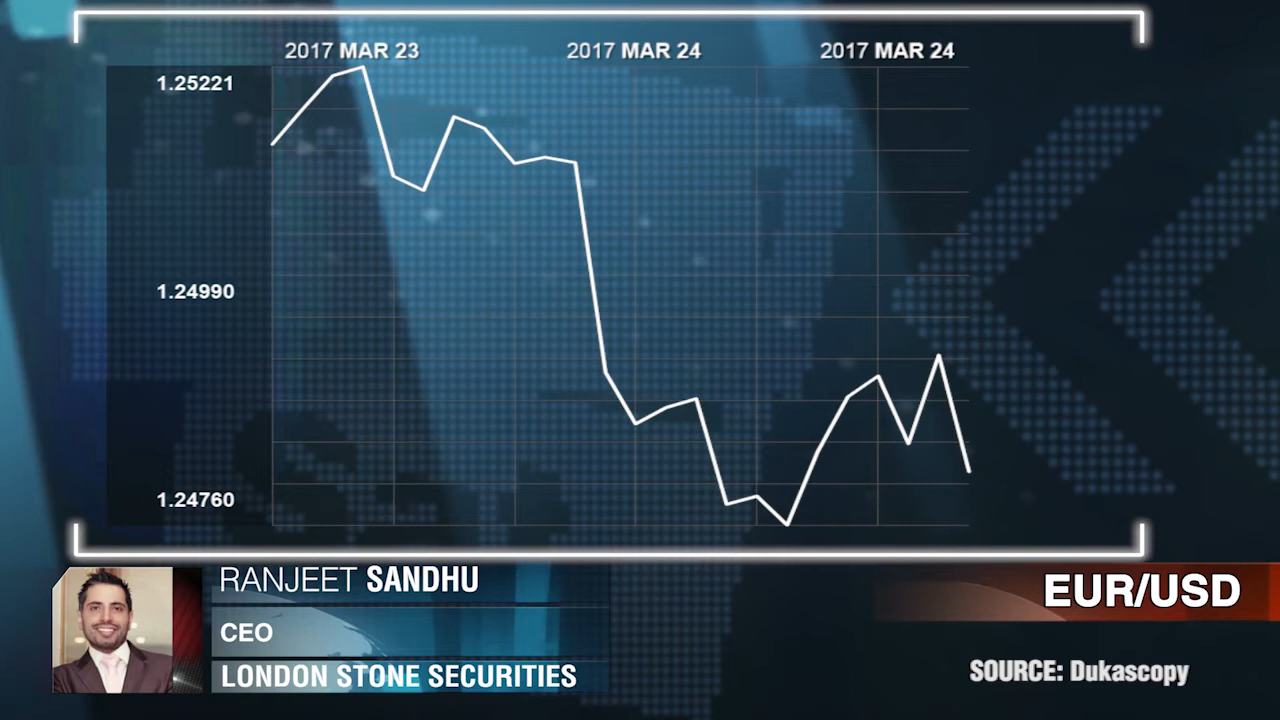 2017 MAR 23 2017 MAR 24 2017 MAR 24
1.25221
1.24990
1.24760
RANJEET SANDHU
CEO
LONDON STONE SECURITIES
EUR/USD
SOURCE: Dukascopy